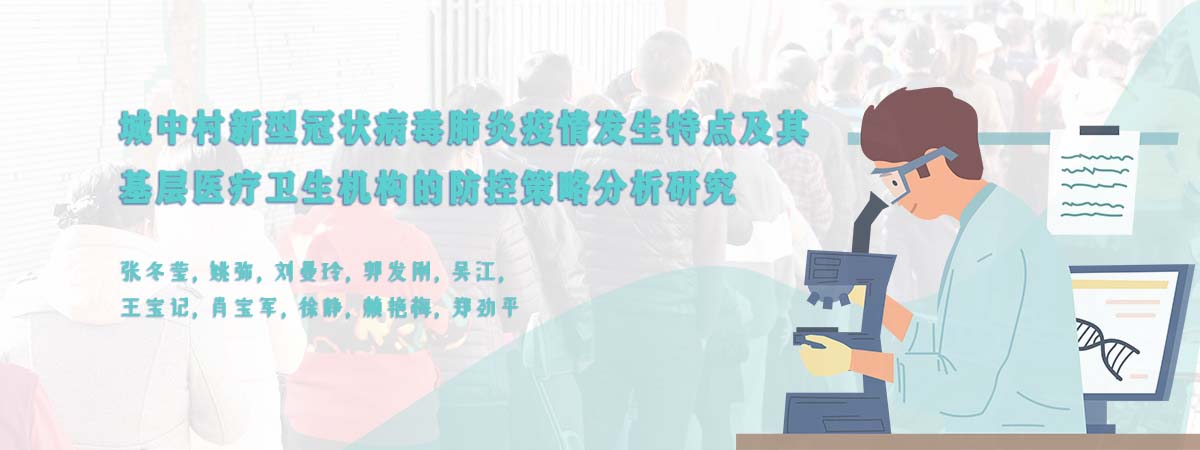 城中村新型冠状病毒肺炎疫情发生特点及其
基层医疗卫生机构的防控策略分析研究
张冬莹, 姚弥, 刘曼玲, 郭发刚, 吴江,
王宝记, 肖宝军, 徐静, 赖艳梅, 郑劲平